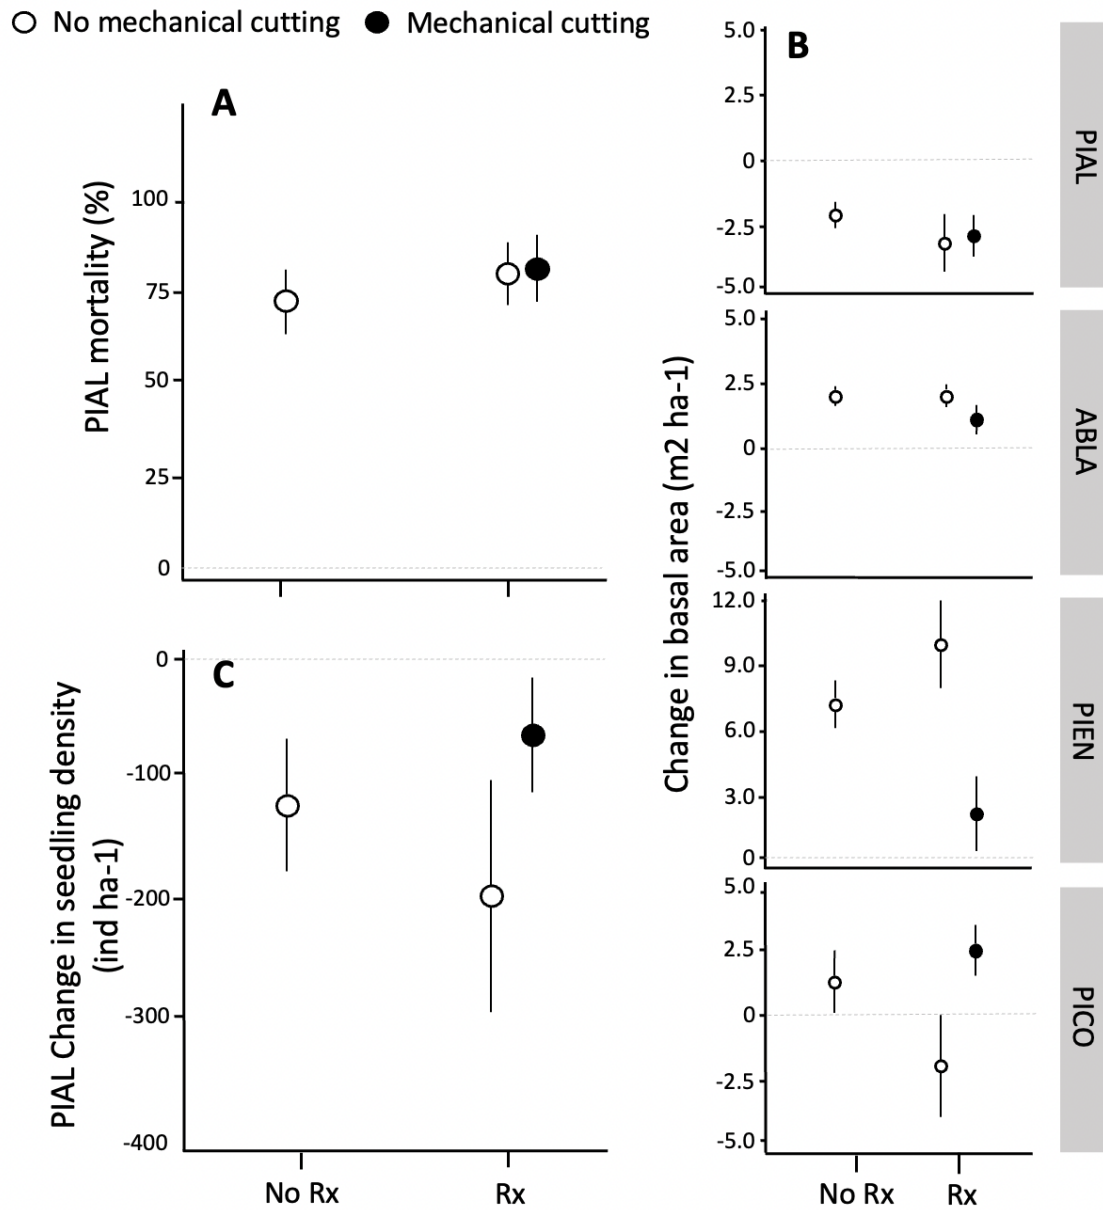 No mechanical cutting Mechanical cutting
A
PIAL mortality (%)
100
75
50
25
0
B
Change in basal area (m2 ha-1)
5.0
2.5
0
-2.5
-5.0
PIAL
5.0
2.5
0
-2.5
-5.0
ABLA
12.0
9.0
6.0
3.0
0
PIEN
5.0
2.5
0
-2.5
-5.0
PICO
No Rx Rx
C
PIAL Change in seedling density
(ind ha-1)
0
-100
-200
-300
-400
No Rx Rx